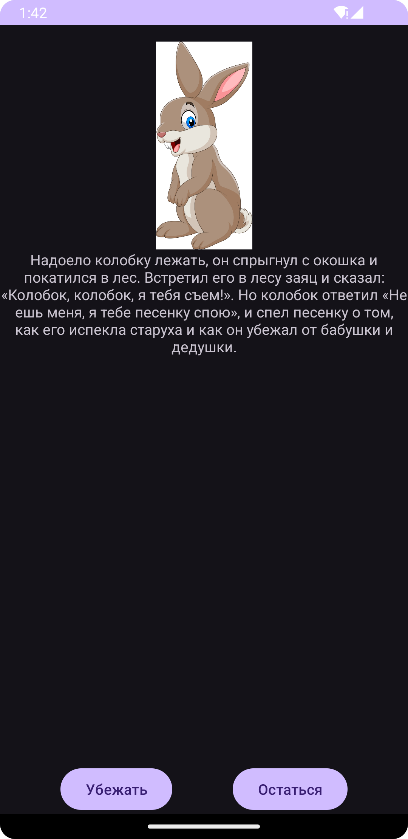 1:42
Надоело колобку лежать, он спрыгнул с окошка и
покатился в лес. Встретил его в лесу заяц и сказал:
«Колобок, колобок, я тебя съем!». Но колобок ответил «Не
ешь меня, я тебе песенку спою», и спел песенку о том,
как его испекла старуха и как он убежал от бабушки и
дедушки.
Убежать
Остаться